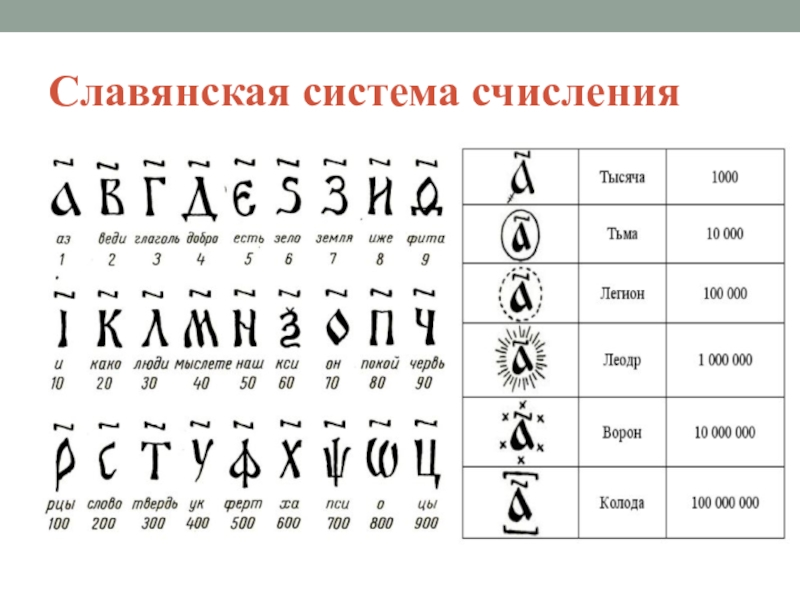 Славянская система счисления
А В Г Д Є Ѕ З И Ѳ
аз веди глаголь добро есть зело земля иже фита
1 2 3 4 5 6 7 8 9
І К Л М Н Ѯ О П Ч
и како люди мыслете наш кси он покой червь
10 20 30 40 50 60 70 80 90
Р С Т У Ф Х Ѱ Ѡ Ц
рцы слово твердь ук ферт ха пси о цы
100 200 300 400 500 600 700 800 900
а Тысяча 1000
а Тьма 10 000
а Легион 100 000
а Леодр 1 000 000
а Ворон 10 000 000
а Колода 100 000 000